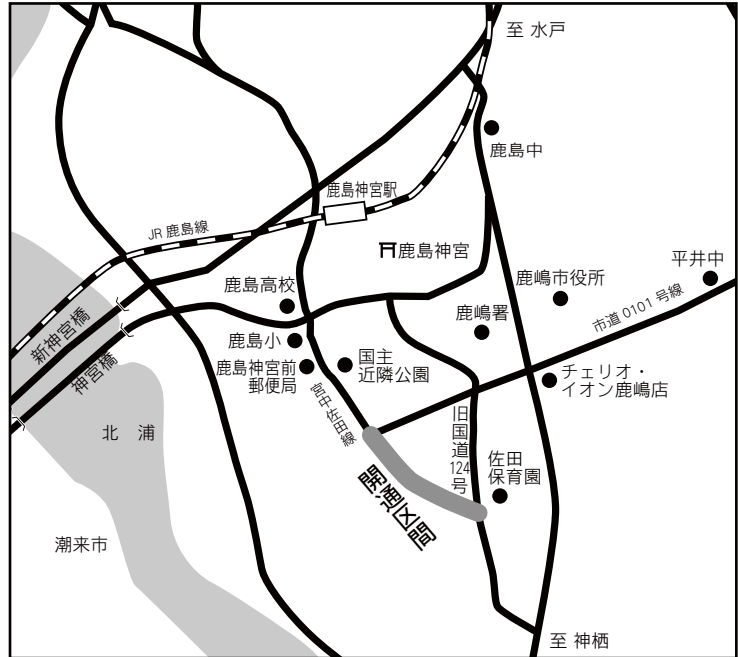 至 水戸
鹿島中
鹿島神宮駅
JR 鹿島線
鹿島神宮
鹿嶋市役所
平井中
鹿島高校
市道 0101 号線
鹿嶋署
新神宮橋
鹿島小
神宮橋
鹿島神宮前
郵便局
国主
近隣公園
チェリオ・
イオン鹿嶋店
宮中佐田線
旧国道124号
北 浦
佐田
保育園
開通区間
潮来市
至 神栖